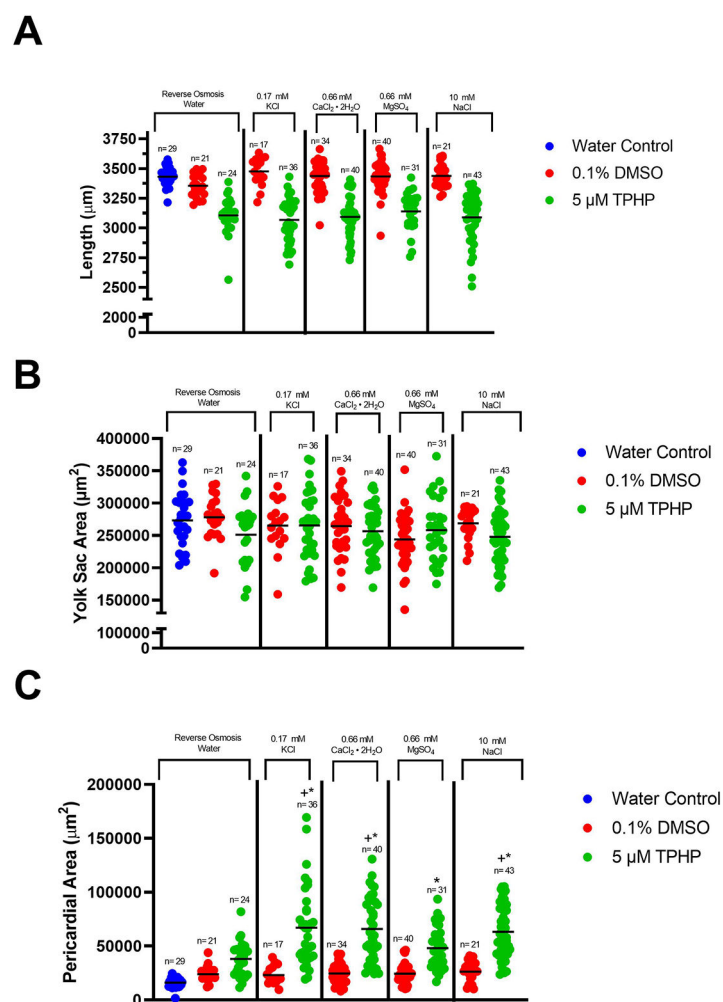 A
Reverse Osmosis
Water
0.17 mM
KCl
0.66 mM
CaCl₂ • 2H₂O
0.66 mM
MgSO₄
10 mM
NaCl
n= 29
n= 21
n= 24
n= 17
n= 36
n= 34
n= 40
n= 40
n= 31
n= 21
n= 43
3750
3500
3250
3000
2750
2500
2000
0
Length (μm)
Water Control
0.1% DMSO
5 μM TPHP
B
Reverse Osmosis
Water
0.17 mM
KCl
0.66 mM
CaCl₂ • 2H₂O
0.66 mM
MgSO₄
10 mM
NaCl
n= 29
n= 21
n= 24
n= 17
n= 36
n= 34
n= 40
n= 40
n= 31
n= 21
n= 43
400000
350000
300000
250000
200000
150000
100000
0
Yolk Sac Area (μm²)
Water Control
0.1% DMSO
5 μM TPHP
C
Reverse Osmosis
Water
0.17 mM
KCl
0.66 mM
CaCl₂ • 2H₂O
0.66 mM
MgSO₄
10 mM
NaCl
n= 29
n= 21
n= 24
n= 17
+*
n= 36
n= 34
+*
n= 40
n= 40
*
n= 31
n= 21
+*
n= 43
200000
150000
100000
50000
0
Pericardial Area (μm²)
Water Control
0.1% DMSO
5 μM TPHP